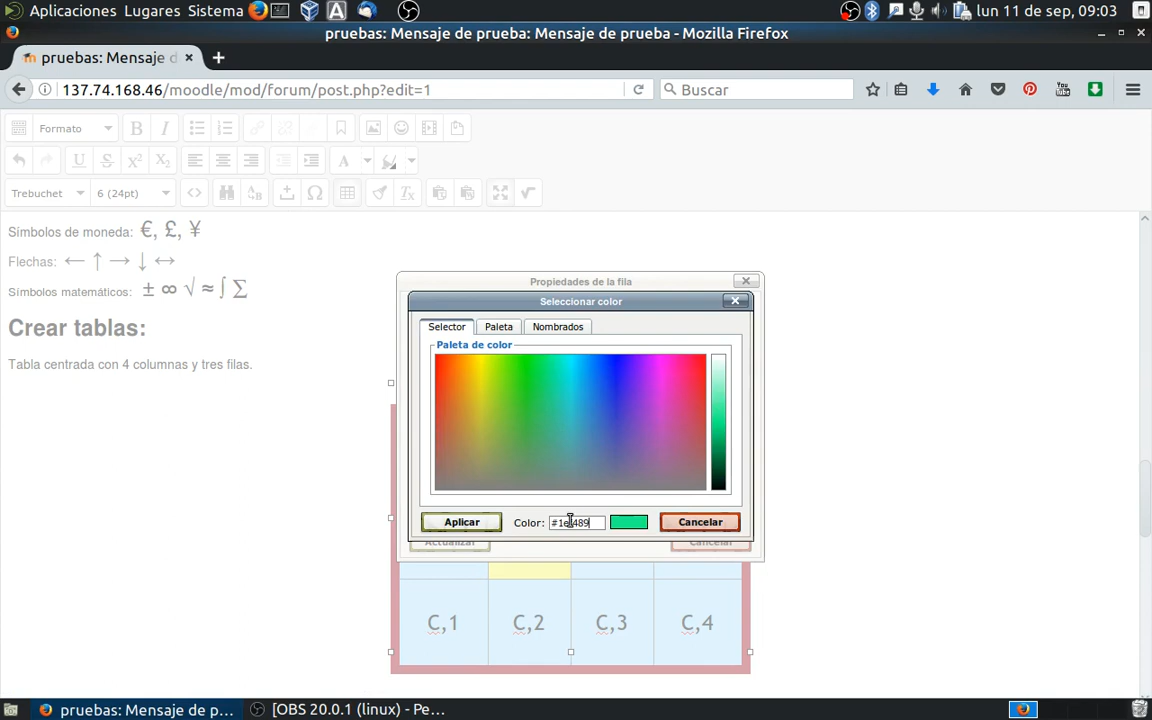 Aplicaciones Lugares Sistema
lun 11 de sep, 09:03
pruebas: Mensaje de prueba: Mensaje de prueba - Mozilla Firefox
pruebas: Mensaje d
137.74.168.46/moodle/mod/forum/post.php?edit=1
Buscar
Formato
Trebuchet
6 (24pt)
Símbolos de moneda: €, £, ¥
Flechas: ← ↑ → ↓ ↔
Símbolos matemáticos: ± ∞ √ ≈ ∫ ∑
Crear tablas:
Tabla centrada con 4 columnas y tres filas.
Propiedades de la fila
Seleccionar color
Selector Paleta Nombrados
Paleta de color
Aplicar
Color:
Cancelar
Actualizar
Cancelar
C,1 C,2 C,3 C,4
pruebas: Mensaje de p...
[OBS 20.0.1 (linux) - Pe...